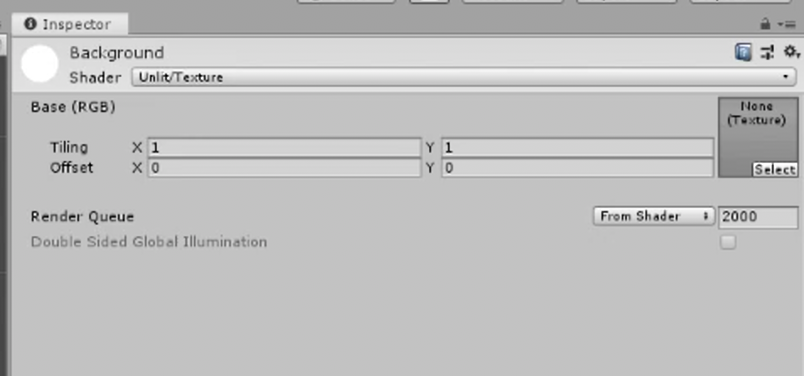 Inspector
Background
Shader Unlit/Texture
Base (RGB)
None
(Texture)
Tiling X 1 Y 1
Offset X 0 Y 0
Select
Render Queue From Shader 2000
Double Sided Global Illumination